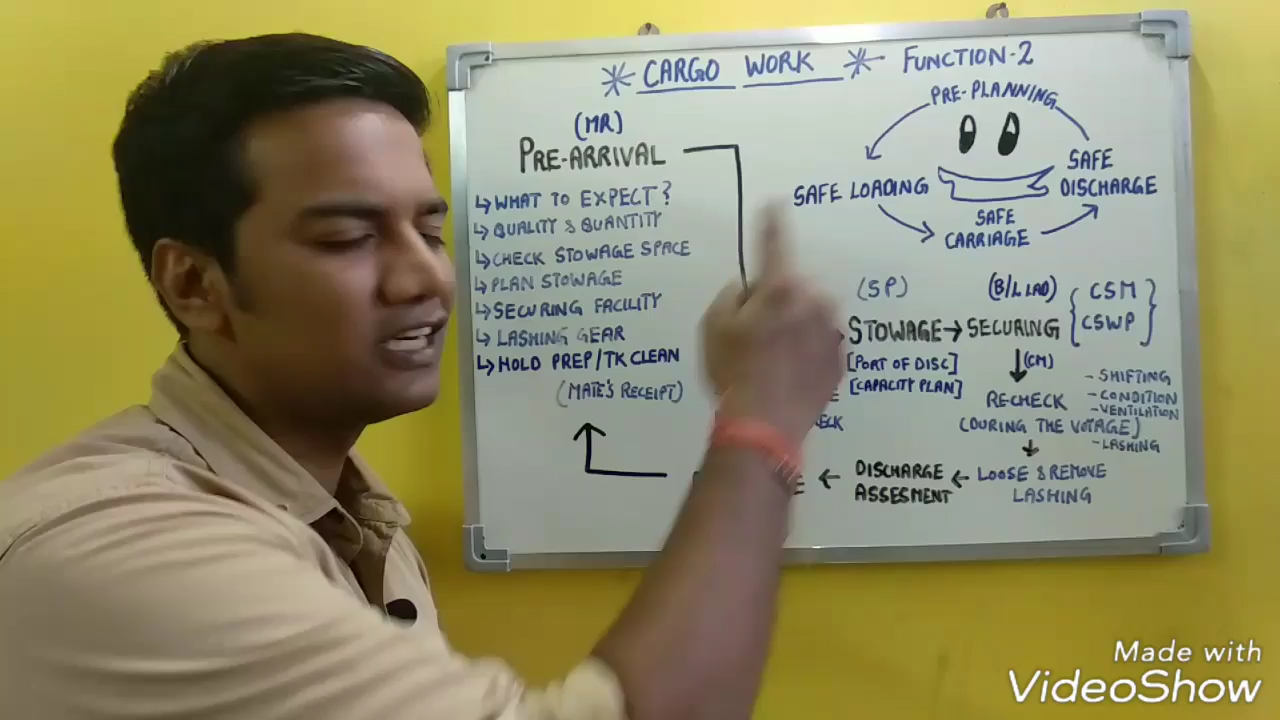 * CARGO WORK *
FUNCTION-2
(MR)
PRE-ARRIVAL
↳ WHAT TO EXPECT?
↳ QUALITY & QUANTITY
↳ CHECK STOWAGE SPACE
↳ PLAN STOWAGE
↳ SECURING FACILITY
↳ LASHING GEAR
↳ HOLD PREP/TK CLEAN
(MATE'S RECEIPT)
PRE-PLANNING
SAFE LOADING
SAFE
CARRIAGE
SAFE
DISCHARGE
(SP)
STOWAGE →
[PORT OF DISC]
[CAPACITY PLAN]
(B/L LAD)
SECURING
{ CSM
CSWP }
(CM)
RE-CHECK
(DURING THE VOTAGE)
- SHIFTING
- CONDITION
- VENTILATION
- LASHING
LOOSE & REMOVE
LASHING
← DISCHARGE
ASSESMENT ←
Made with
VideoShow